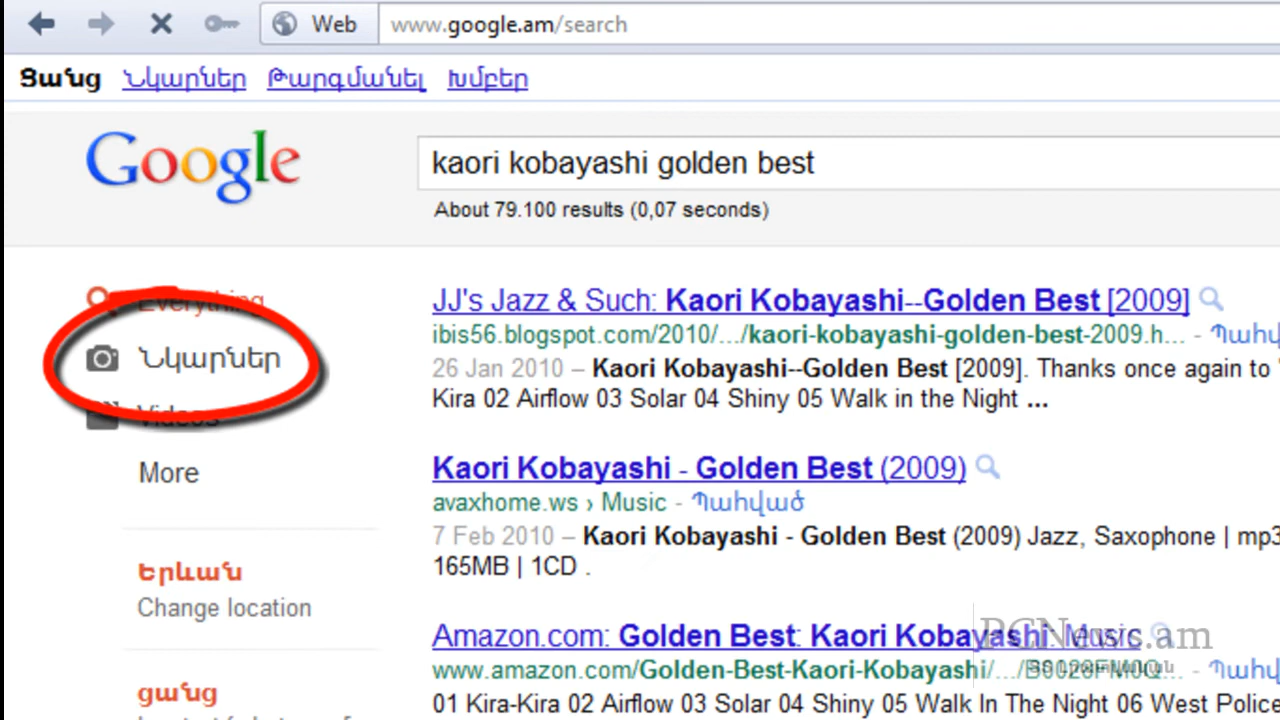 Web www.google.am/search
Ցանց Նկարներ Թարգմանել Խմբեր
Google kaori kobayashi golden best
About 79.100 results (0,07 seconds)
Everything
Նկարներ
Videos
More
Երևան
Change location
ցանց
JJ's Jazz & Such: Kaori Kobayashi--Golden Best [2009]
ibis56.blogspot.com/2010/.../kaori-kobayashi-golden-best-2009.h... -
26 Jan 2010 – Kaori Kobayashi--Golden Best [2009]. Thanks once again to
Kira 02 Airflow 03 Solar 04 Shiny 05 Walk in the Night ...
Kaori Kobayashi - Golden Best (2009)
avaxhome.ws › Music - Պահված
7 Feb 2010 – Kaori Kobayashi - Golden Best (2009) Jazz, Saxophone | mp3
165MB | 1CD .
Amazon.com: Golden Best: Kaori Kobayashi: Music
www.amazon.com/Golden-Best-Kaori-Kobayashi/.../B0028FM0Q... -
01 Kira-Kira 02 Airflow 03 Solar 04 Shiny 05 Walk In The Night 06 West Police
PCNews.am